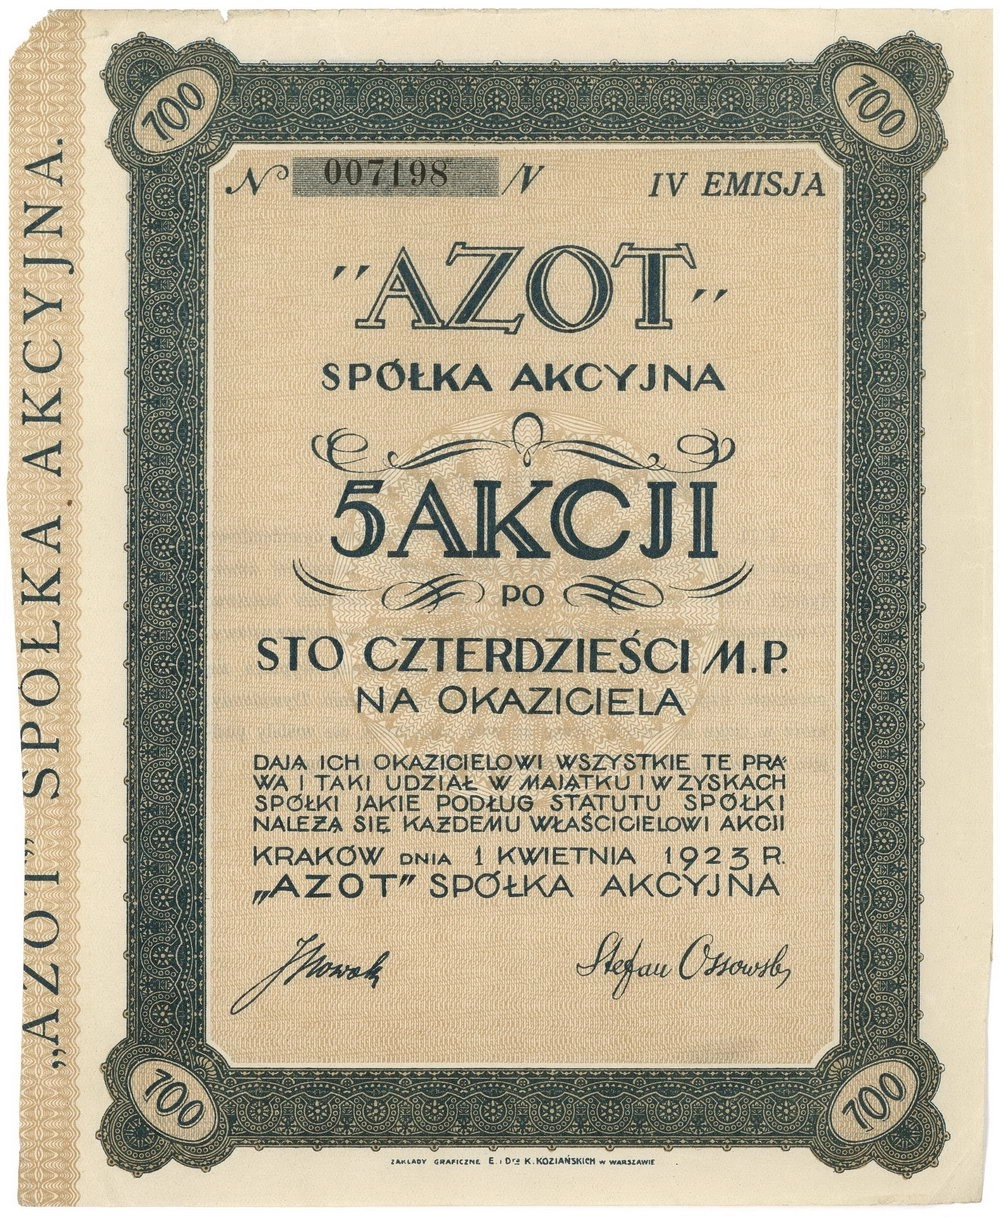 700
700
No 007198 N
IV EMISJA
"AZOT"
SPÓŁKA AKCYJNA
5 AKCJI
PO
STO CZTERDZIEŚCI M.P.
NA OKAZICIELA
DAJĄ ICH OKAZICIELOWI WSZYSTKIE TE PRA-
WA I TAKI UDZIAŁ W MAJĄTKU I W ZYSKACH
SPÓŁKI JAKIE PODŁUG STATUTU SPÓŁKI
NALEŻĄ SIĘ KAŻDEMU WŁAŚCICIELOWI AKCJI
KRAKÓW DNIA 1 KWIETNIA 1923 R.
„AZOT" SPÓŁKA AKCYJNA
J Nowak
Stefan Ossowski
700
700
ZAKŁADY GRAFICZNE E. i Dra K. KOZIAŃSKICH W WARSZAWIE
„AZOT" SPÓŁKA AKCYJNA.